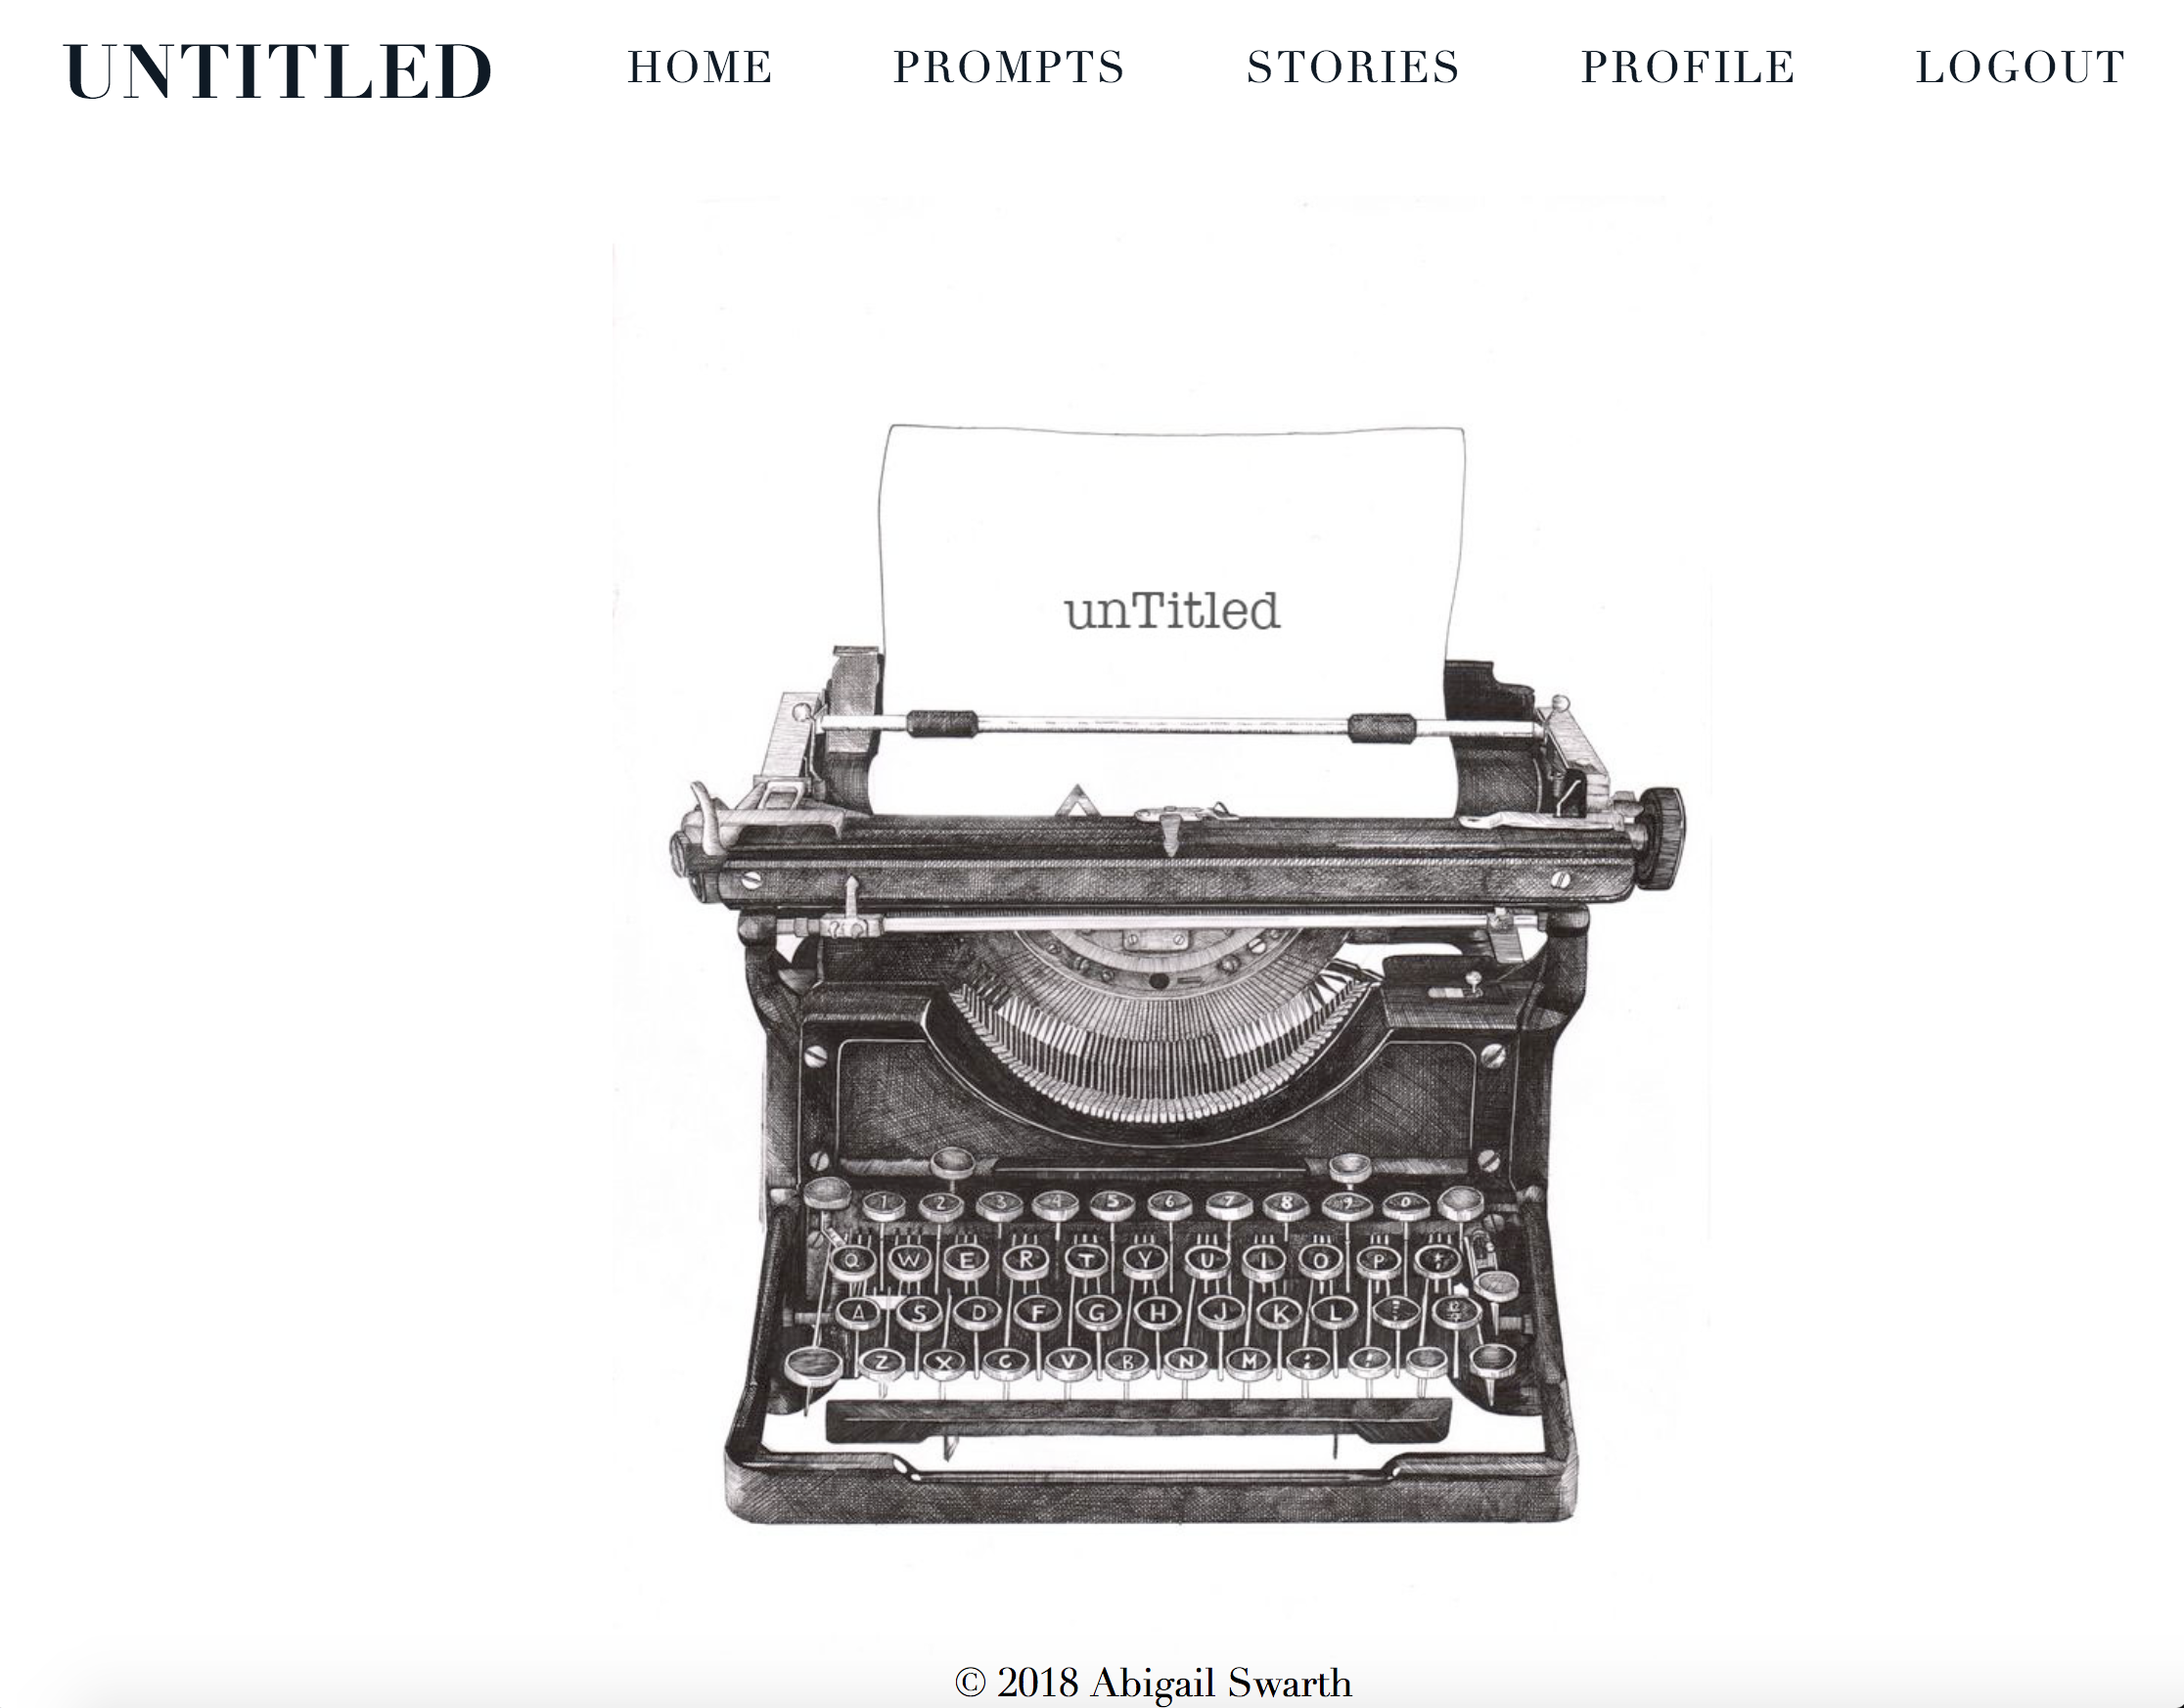 UNTITLED HOME PROMPTS STORIES PROFILE LOGOUT
unTitled
1 2 3 4 5 6 7 8 9 0
Q W E R T Y U I O P
A S D F G H J K L
Z X C V B N M
© 2018 Abigail Swarth